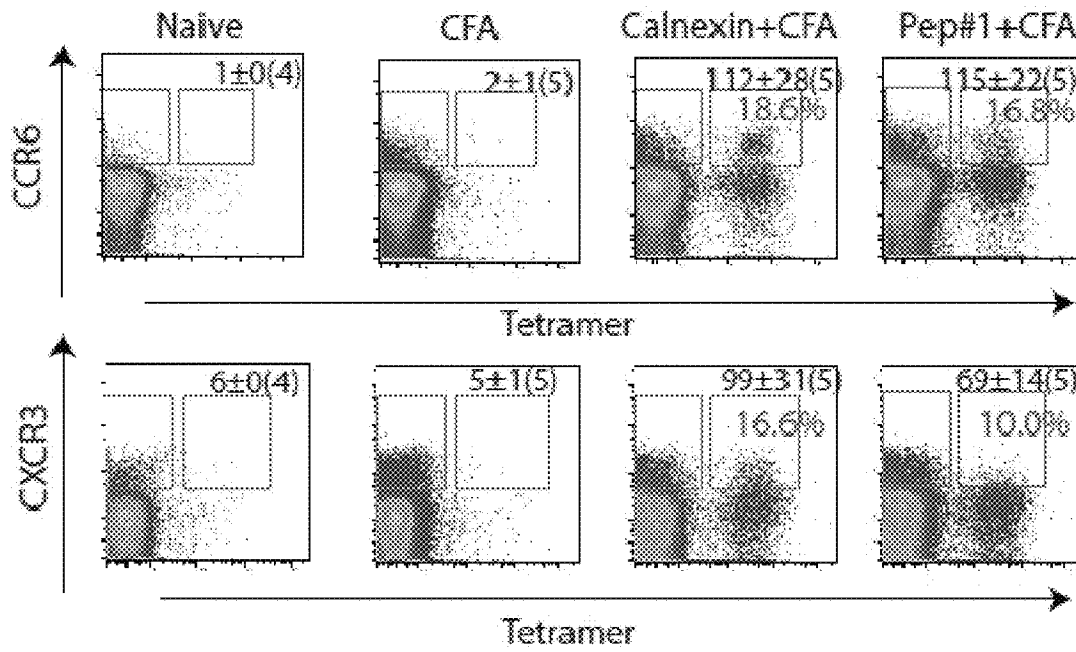 Naïve CFA Calnexin+CFA Pep#1+CFA
CCR6
1±0(4) 2±1(5) 112±28(5) 115±22(5)
18.6% 16.8%
Tetramer
CXCR3
6±0(4) 5±1(5) 99±31(5) 69±14(5)
16.6% 10.0%
Tetramer